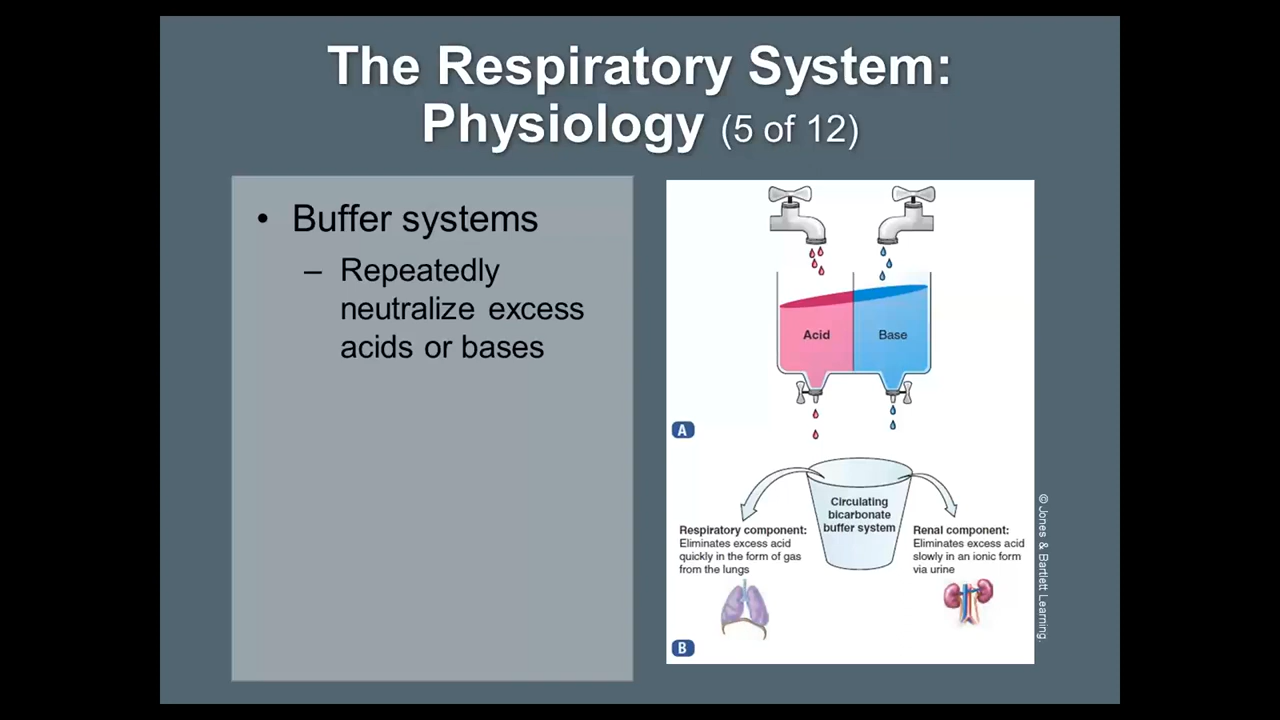 The Respiratory System:
Physiology (5 of 12)
• Buffer systems
– Repeatedly
neutralize excess
acids or bases
Acid
Base
A
Circulating
bicarbonate
buffer system
Respiratory component:
Eliminates excess acid
quickly in the form of gas
from the lungs
Renal component:
Eliminates excess acid
slowly in an ionic form
via urine
B
© Jones & Bartlett Learning.